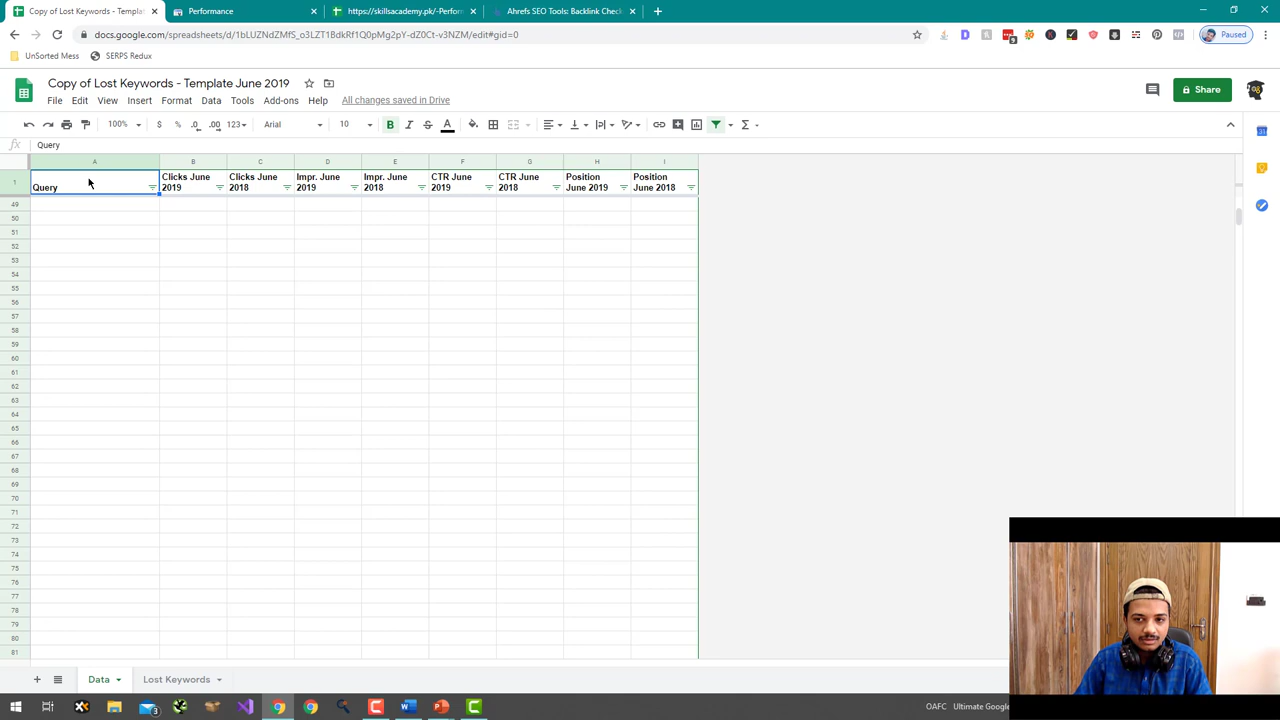 Copy of Lost Keywords - Templa
Performance
https://skillsacademy.pk/-Perfor
Ahrefs SEO Tools: Backlink Chec
docs.google.com/spreadsheets/d/1bLUZNdZMfS_o3LZT1BdkRf1Q0pMg2pY-dZ0Ct-v3NZM/edit#gid=0
Paused
UnSorted Mess
SERPS Redux
Copy of Lost Keywords - Template June 2019
File Edit View Insert Format Data Tools Add-ons Help All changes saved in Drive
Share
100% $ % .0 .00 123 Arial 10 B I S A
fx Query
A B C D E F G H I
1 Query
Clicks June 2019
Clicks June 2018
Impr. June 2019
Impr. June 2018
CTR June 2019
CTR June 2018
Position June 2019
Position June 2018
49
50
51
52
53
54
55
56
57
58
59
60
61
62
63
64
65
66
67
68
69
70
71
72
73
74
75
76
77
78
79
80
81
Data
Lost Keywords
OAFC Ultimate Google